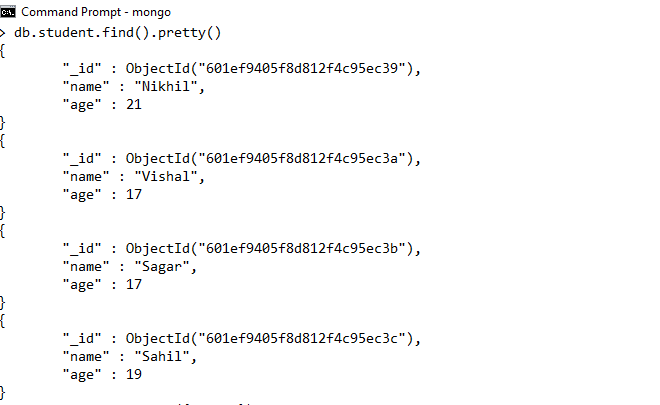 Command Prompt - mongo
> db.student.find().pretty()
{
"_id" : ObjectId("601ef9405f8d812f4c95ec39"),
"name" : "Nikhil",
"age" : 21
}
{
"_id" : ObjectId("601ef9405f8d812f4c95ec3a"),
"name" : "Vishal",
"age" : 17
}
{
"_id" : ObjectId("601ef9405f8d812f4c95ec3b"),
"name" : "Sagar",
"age" : 17
}
{
"_id" : ObjectId("601ef9405f8d812f4c95ec3c"),
"name" : "Sahil",
"age" : 19
}